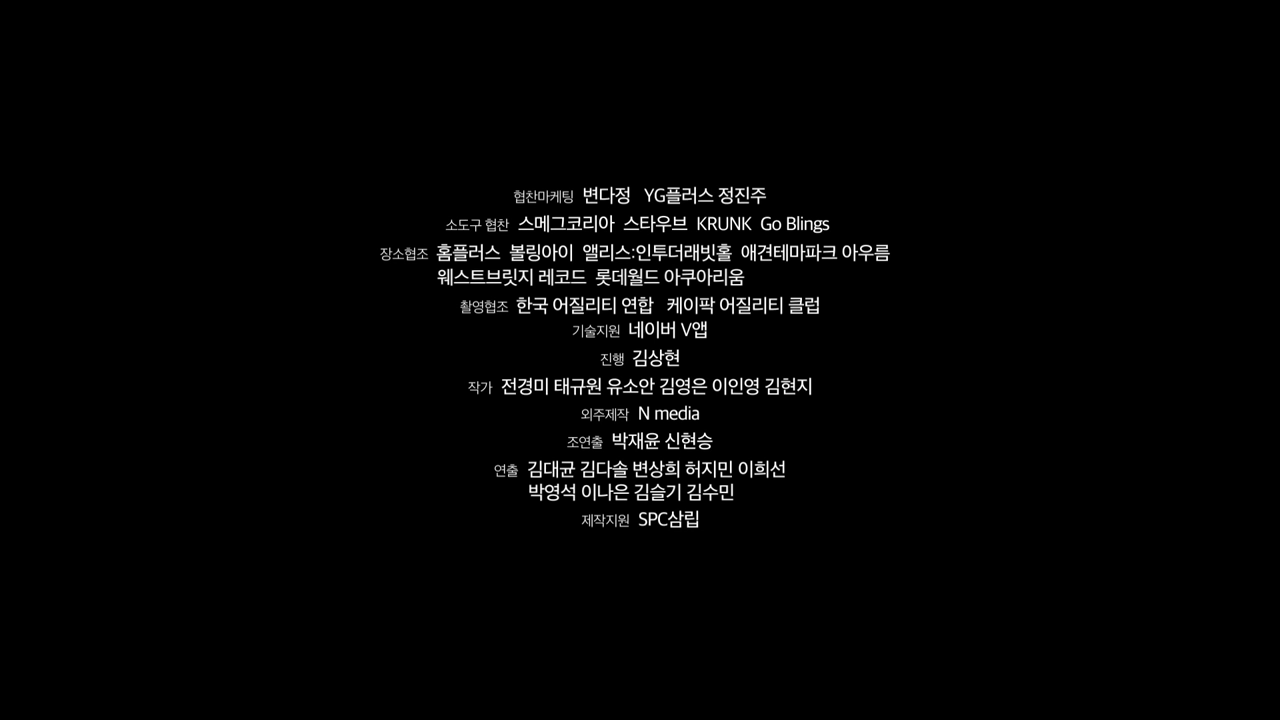 협찬마케팅 변다정 YG플러스 정진주
소도구 협찬 스메그코리아 스타우브 KRUNK Go Blings
장소협조 홈플러스 볼링아이 앨리스:인투더래빗홀 애견테마파크 아우름
웨스트브릿지 레코드 롯데월드 아쿠아리움
촬영협조 한국 어질리티 연합 케이팍 어질리티 클럽
기술지원 네이버 V앱
진행 김상현
작가 전경미 태규원 유소안 김영은 이인영 김현지
외주제작 N media
조연출 박재윤 신현승
연출 김대균 김다솔 변상희 허지민 이희선
박영석 이나은 김슬기 김수민
제작지원 SPC삼립